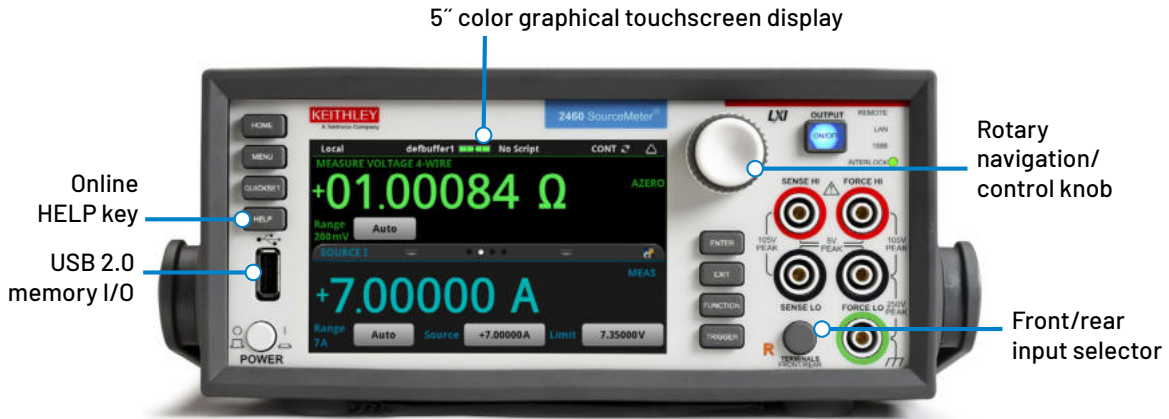 5″ color graphical touchscreen display
KEITHLEY
A Tektronix Company
2460 SourceMeter®
LXI
OUTPUT
REMOTE
ON/OFF
LAN
1588
INTERLOCK
HOME
MENU
QUICKSET
HELP
Online
HELP key
USB 2.0
memory I/O
POWER
Local defbuffer1 No Script CONT
MEASURE VOLTAGE 4-WIRE
+01.00084 Ω
AZERO
Range Auto
200mV
SOURCE I
MEAS
+7.00000 A
Range Auto Source +7.00000A Limit 7.35000V
7A
ENTER
EXIT
FUNCTION
TRIGGER
SENSE HI FORCE HI
105V
PEAK
5V
PEAK
105V
PEAK
SENSE LO FORCE LO
250V
PEAK
R
TERMINALS
FRONT/REAR
Rotary
navigation/
control knob
Front/rear
input selector